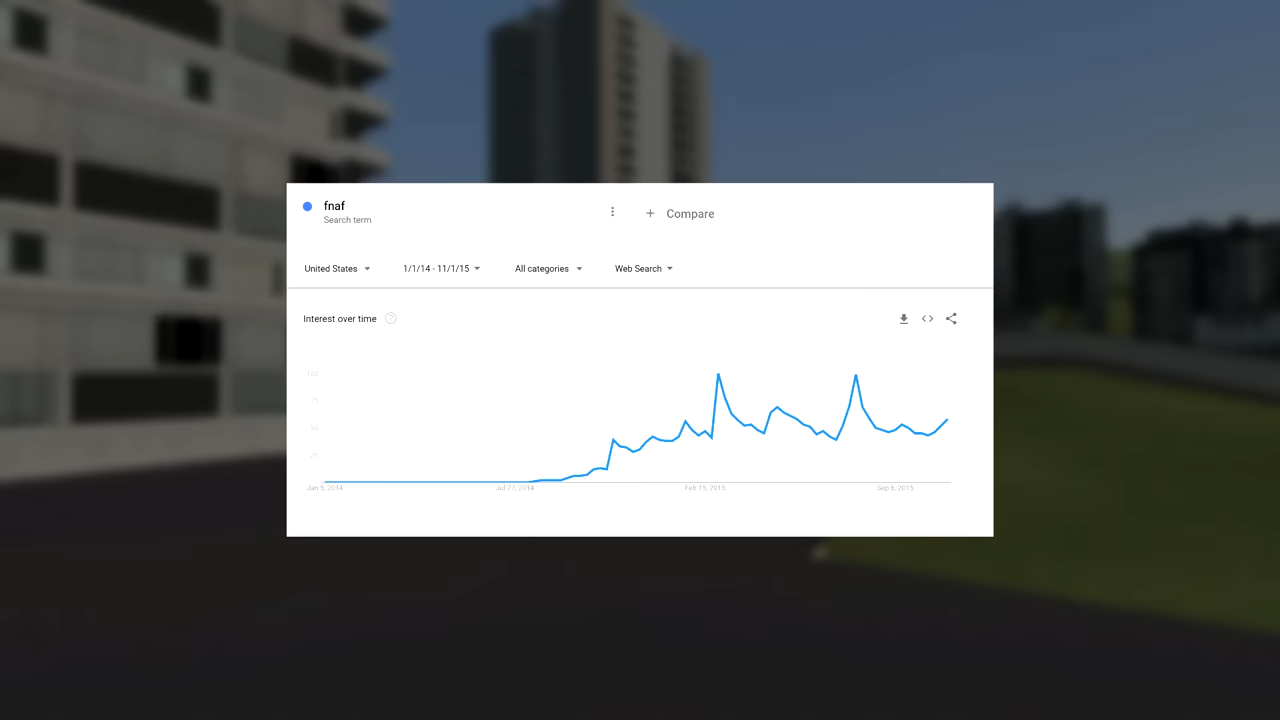 fnaf
Search term
Compare
United States
1/1/14 - 11/1/15
All categories
Web Search
Interest over time
100
75
50
25
Jan 5, 2014
Jul 27, 2014
Feb 15, 2015
Sep 6, 2015